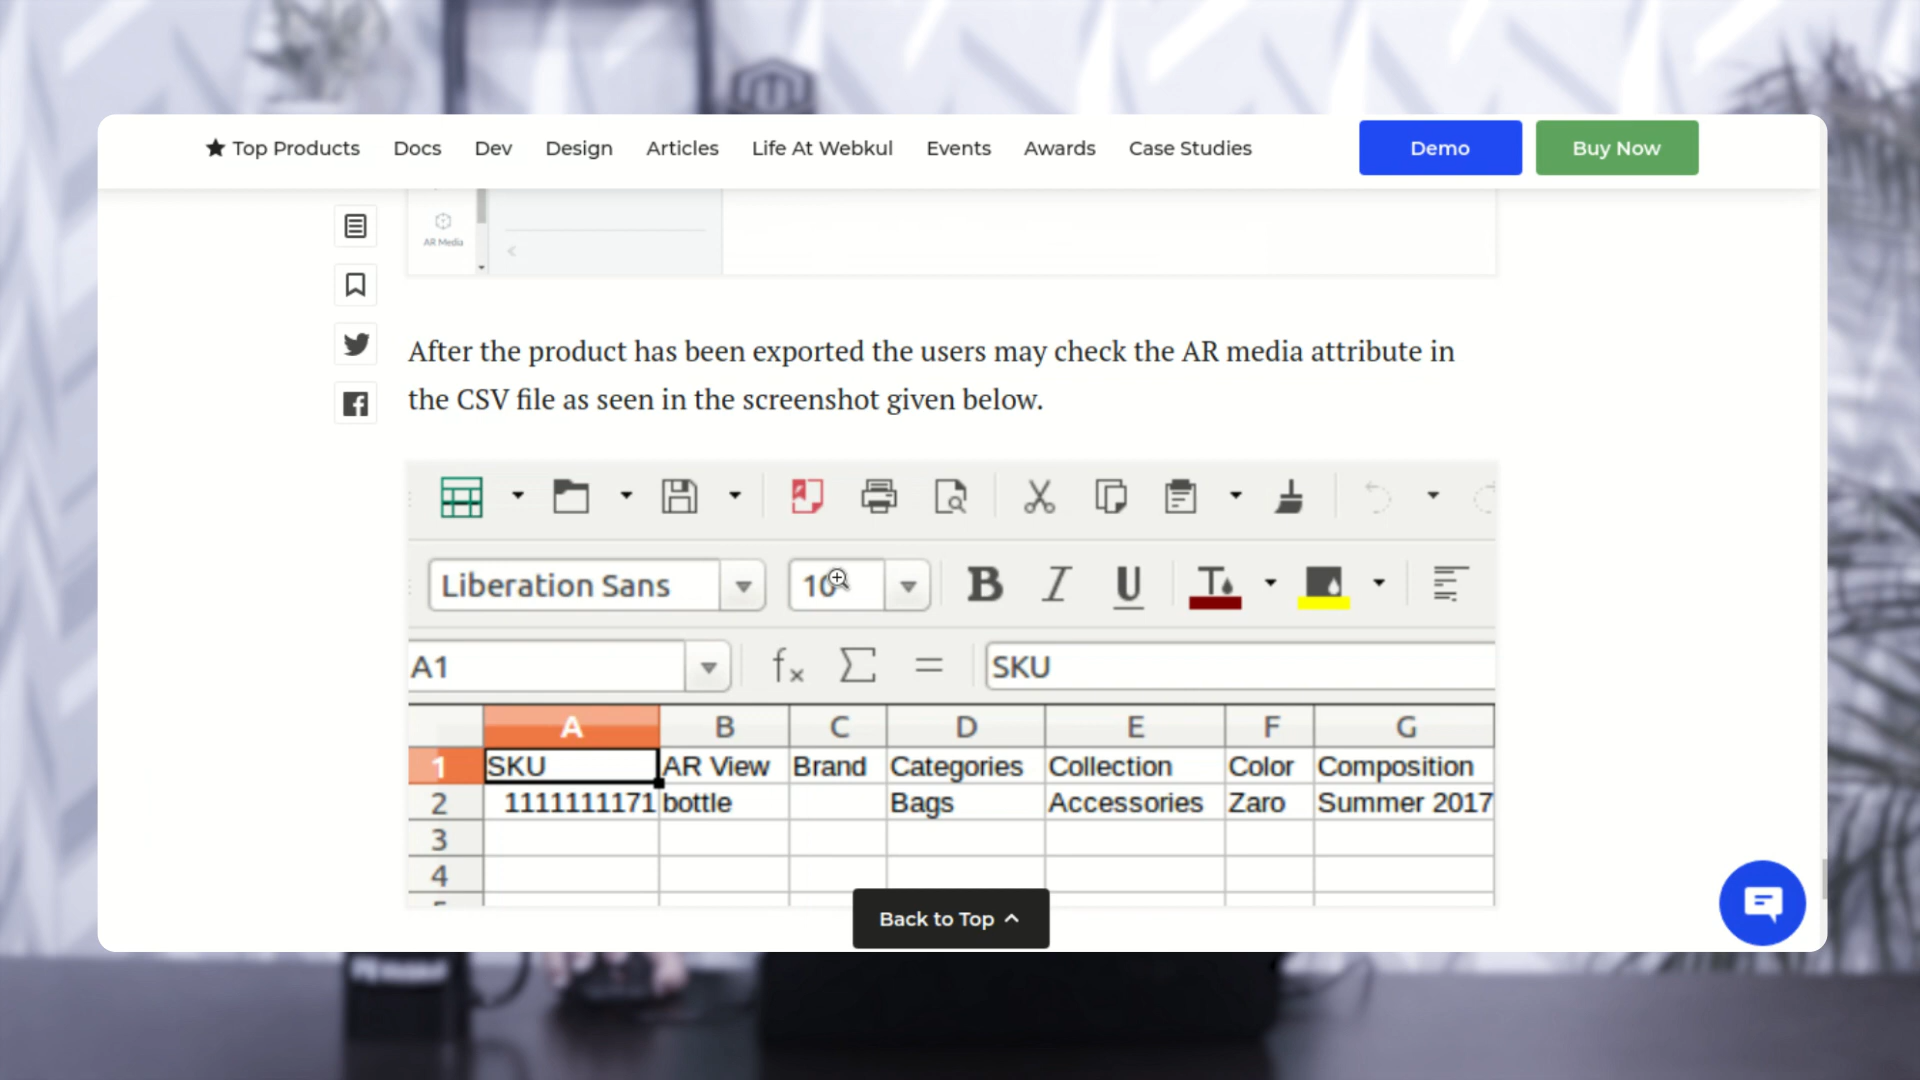 Top Products Docs Dev Design Articles Life At Webkul Events Awards Case Studies Demo Buy Now
AR Media
After the product has been exported the users may check the AR media attribute in
the CSV file as seen in the screenshot given below.
Liberation Sans 10 B I U T
A1 fx Σ = SKU
A B C D E F G
1 SKU AR View Brand Categories Collection Color Composition
2 1111111171 bottle Bags Accessories Zaro Summer 2017
3
4
Back to Top